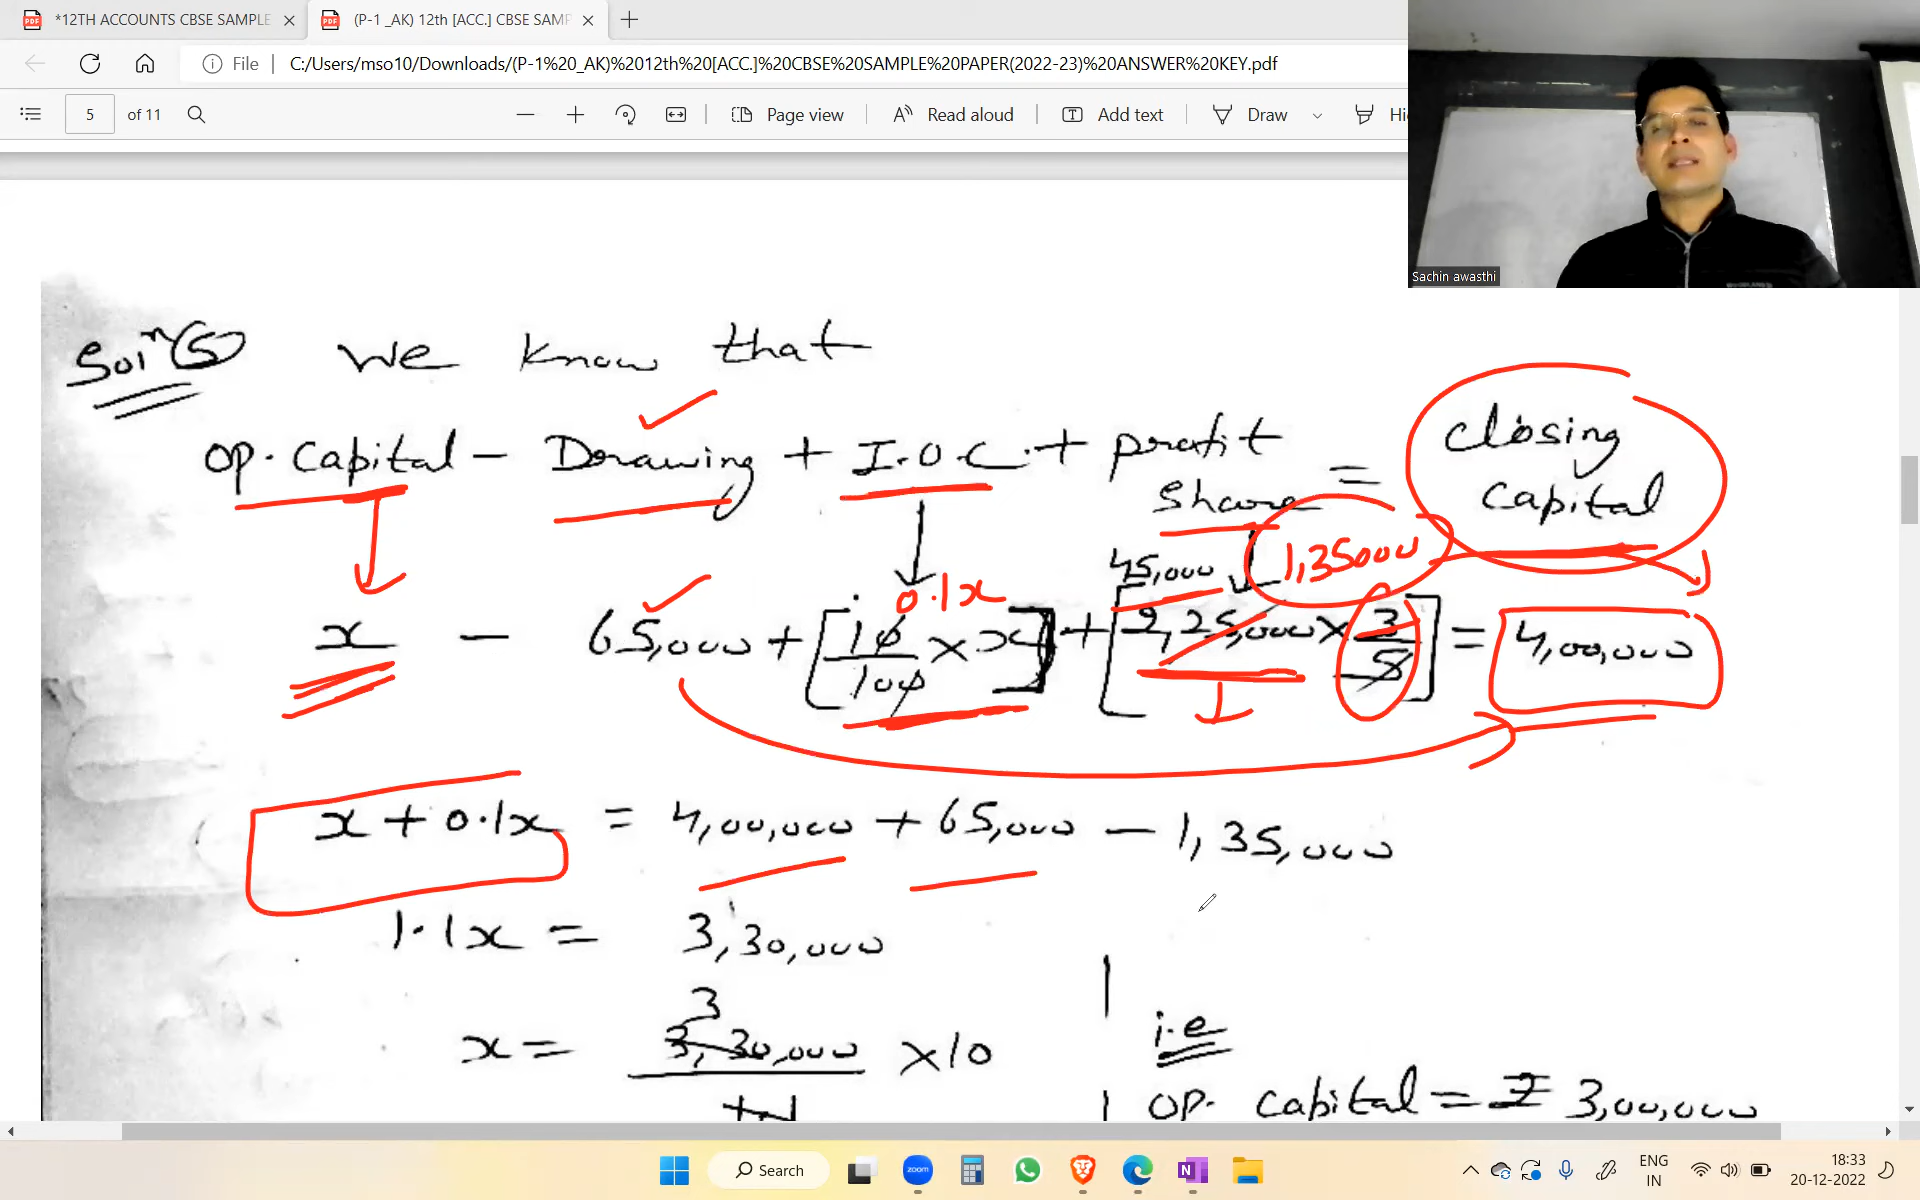 *12TH ACCOUNTS CBSE SAMPLE
(P-1 _AK) 12th [ACC.] CBSE SAMP
File
C:/Users/mso10/Downloads/(P-1%20_AK)%2012th%20[ACC.]%20CBSE%20SAMPLE%20PAPER(2022-23)%20ANSWER%20KEY.pdf
5 of 11
Page view
Read aloud
Add text
Draw
Hi
Sachin awasthi
Solⁿ(5) We know that
OP. Capital - Drawing + I.O.C. + profit share = closing capital
45,000 1,35000
0.1x
x - 65,000 + [10/100 × x] + [2,25,000 × 3/5] = 4,00,000
x + 0.1x = 4,00,000 + 65,000 - 1,35,000
1.1x = 3,30,000
3
x = 3,30,000 ×10
11
i.e
OP. capital = ₹ 3,00,000
Search
zoom
ENG
IN
18:33
20-12-2022